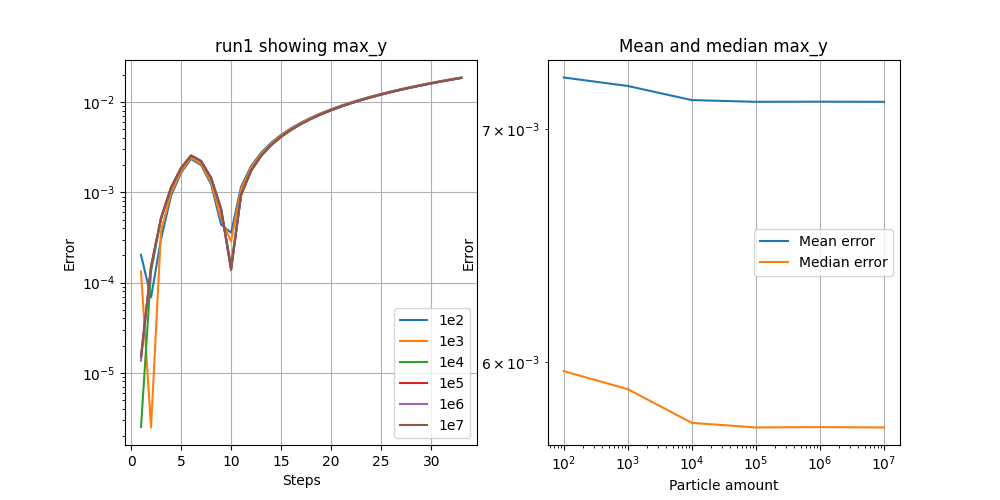 run1 showing max_y
Error
10⁻²
10⁻³
10⁻⁴
10⁻⁵
0 5 10 15 20 25 30
Steps
1e2
1e3
1e4
1e5
1e6
1e7
Mean and median max_y
Error
7 × 10⁻³
6 × 10⁻³
Mean error
Median error
10² 10³ 10⁴ 10⁵ 10⁶ 10⁷
Particle amount